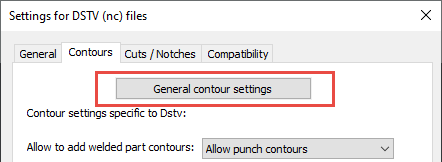 Settings for DSTV (nc) files
General Contours Cuts / Notches Compatibility
General contour settings
Contour settings specific to Dstv:
Allow to add welded part contours: Allow punch contours